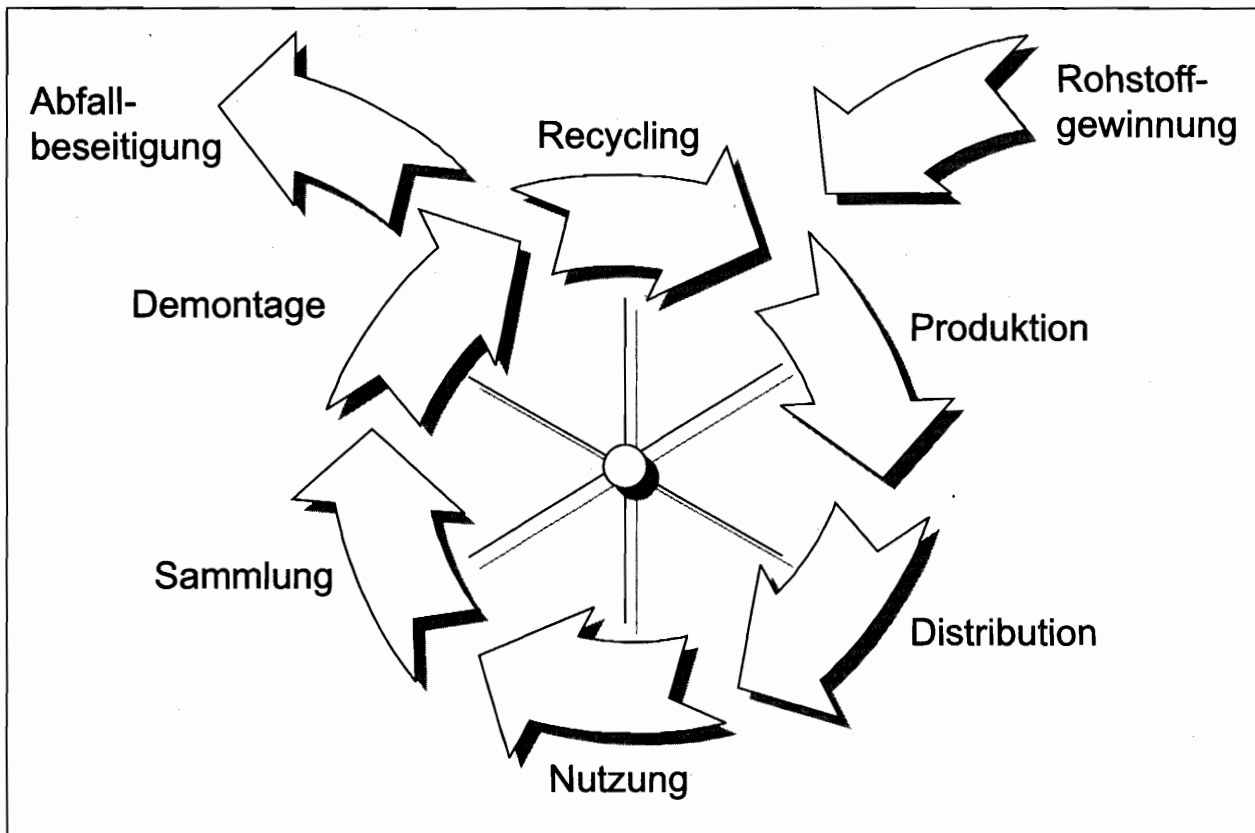 Abfall-
beseitigung
Recycling
Rohstoff-
gewinnung
Demontage
Produktion
Sammlung
Distribution
Nutzung